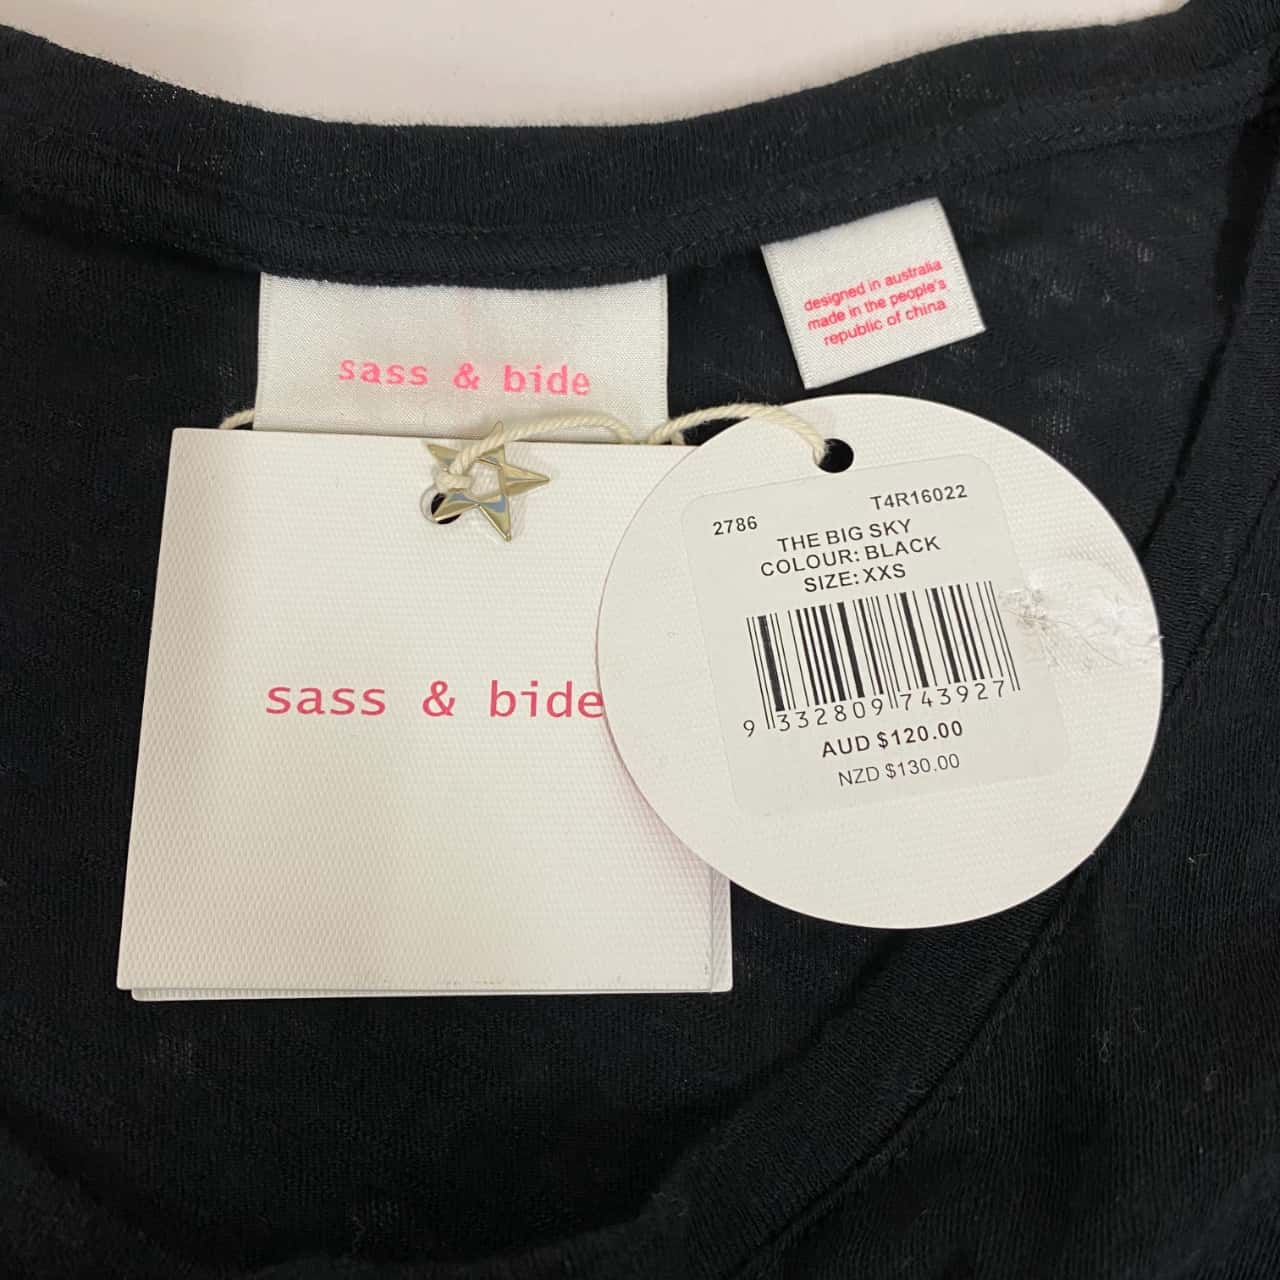 sass & bide
designed in australia
made in the people's
republic of china
sass & bide
2786 T4R16022
THE BIG SKY
COLOUR: BLACK
SIZE: XXS
9 332809 743927
AUD $120.00
NZD $130.00